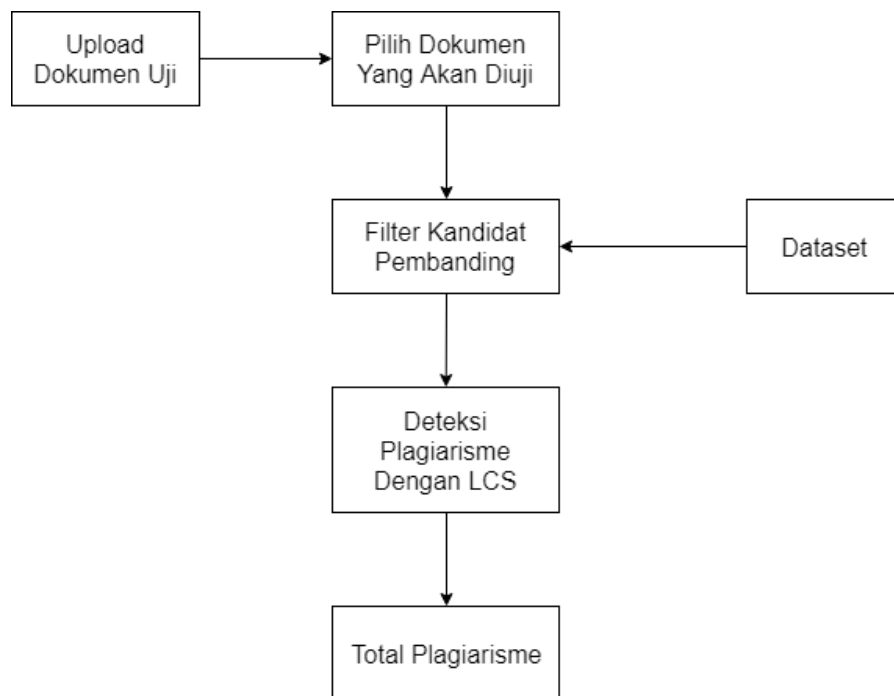 Upload
Dokumen Uji
Pilih Dokumen
Yang Akan Diuji
Filter Kandidat
Pembanding
Dataset
Deteksi
Plagiarisme
Dengan LCS
Total Plagiarisme